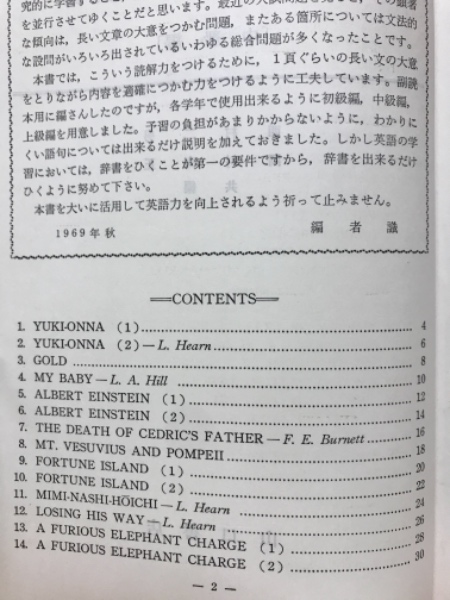 を並行させてゆくことだと思います。最近の入試問題を見ると、その顕著
な傾向は，長い文章の大意をつかむ問題，またある箇所については文法的
な設問がいろいろ出されているいわゆる総合問題が多くなったことです。
本書では，こういう読解力をつけるために，1頁ぐらいの長い文の大意
をとりながら内容を適確につかむ力をつけるように工夫しています。副読
本用に編さんしたのですが，各学年で使用出来るように初級編，中級編，
上級編を用意しました。予習の負担があまりかからないように，わかりに
くい語句については出来るだけ説明を加えておきました。しかし英語の学
習においては，辞書をひくことが第一の要件ですから，辞書を出来るだけ
ひくように努めて下さい。
本書を大いに活用して英語力を向上されるよう祈って止みません。
1969年秋 編者識
CONTENTS
1. YUKI-ONNA (1) 4
2. YUKI-ONNA (2)—L. Hearn 6
3. GOLD 8
4. MY BABY—L. A. Hill 10
5. ALBERT EINSTEIN (1) 12
6. ALBERT EINSTEIN (2) 14
7. THE DEATH OF CEDRIC'S FATHER—F. E. Burnett 16
8. MT. VESUVIUS AND POMPEII 18
9. FORTUNE ISLAND (1) 20
10. FORTUNE ISLAND (2) 22
11. MIMI-NASHI-HŌICHI—L. Hearn 24
12. LOSING HIS WAY—L. Hearn 26
13. A FURIOUS ELEPHANT CHARGE (1) 28
14. A FURIOUS ELEPHANT CHARGE (2) 30
— 2 —